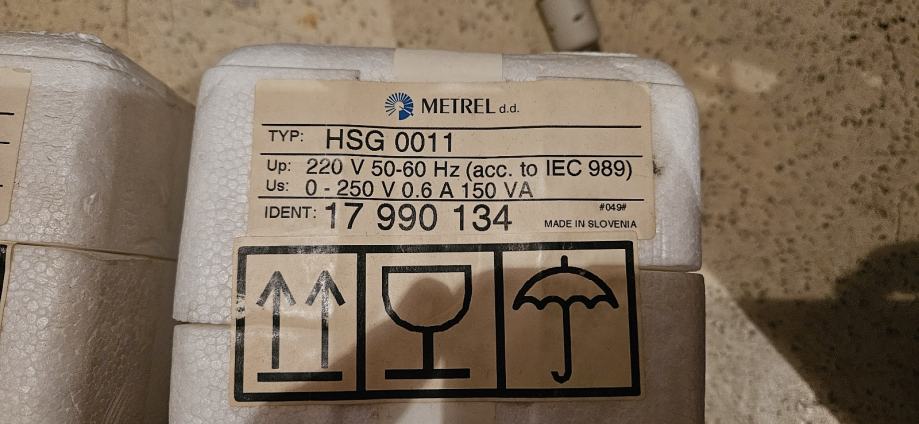 METREL d.d.
TYP: HSG 0011
Up: 220 V 50-60 Hz (acc. to IEC 989)
Us: 0 - 250 V 0.6 A 150 VA
#049#
IDENT: 17 990 134 MADE IN SLOVENIA